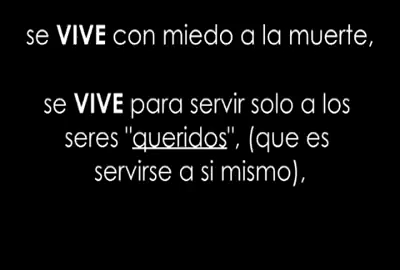 se VIVE con miedo a la muerte,
se VIVE para servir solo a los
seres "queridos", (que es
servirse a si mismo),